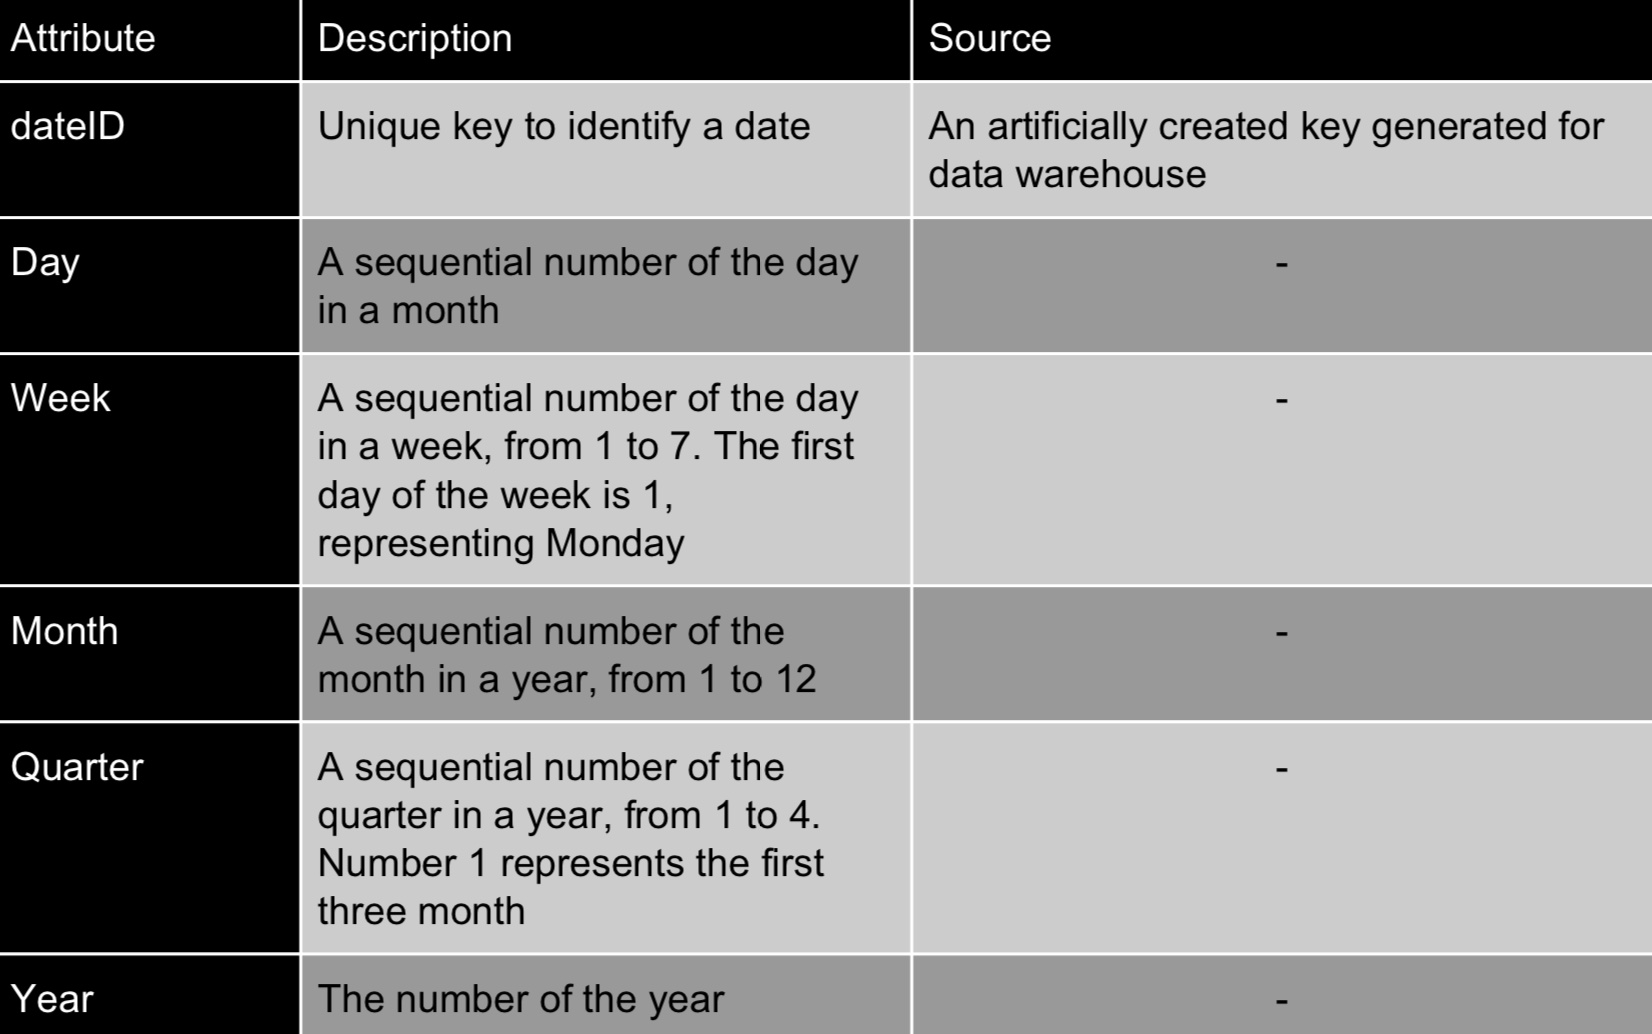 Attribute Description Source
dateID Unique key to identify a date An artificially created key generated for
data warehouse
Day A sequential number of the day -
in a month
Week A sequential number of the day -
in a week, from 1 to 7. The first
day of the week is 1,
representing Monday
Month A sequential number of the -
month in a year, from 1 to 12
Quarter A sequential number of the -
quarter in a year, from 1 to 4.
Number 1 represents the first
three month
Year The number of the year -